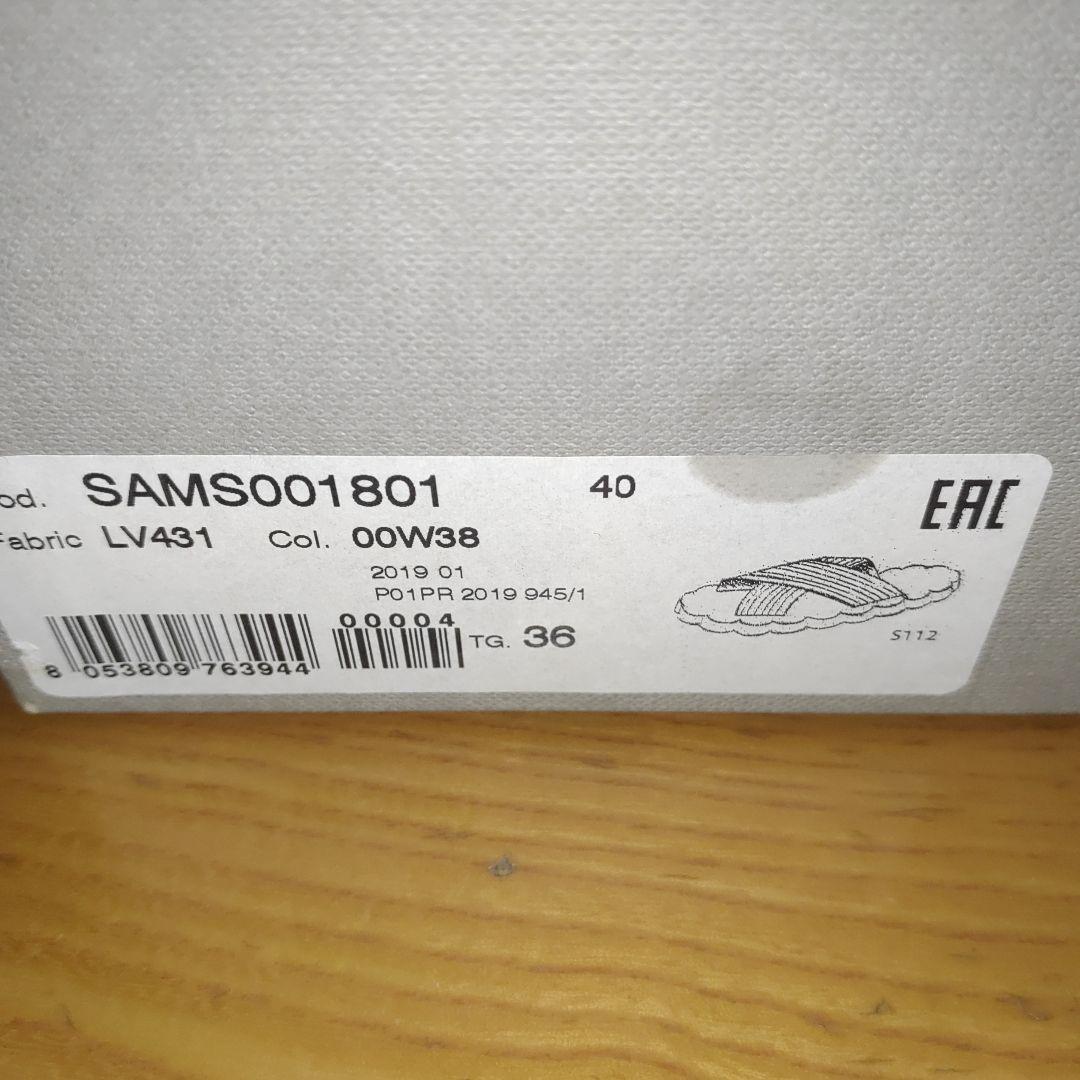 od. SAMS001801 40 EAC
Fabric LV431 Col. 00W38
2019 01
P01PR 2019 945/1
00004
TG. 36
S112
8 053809 763944